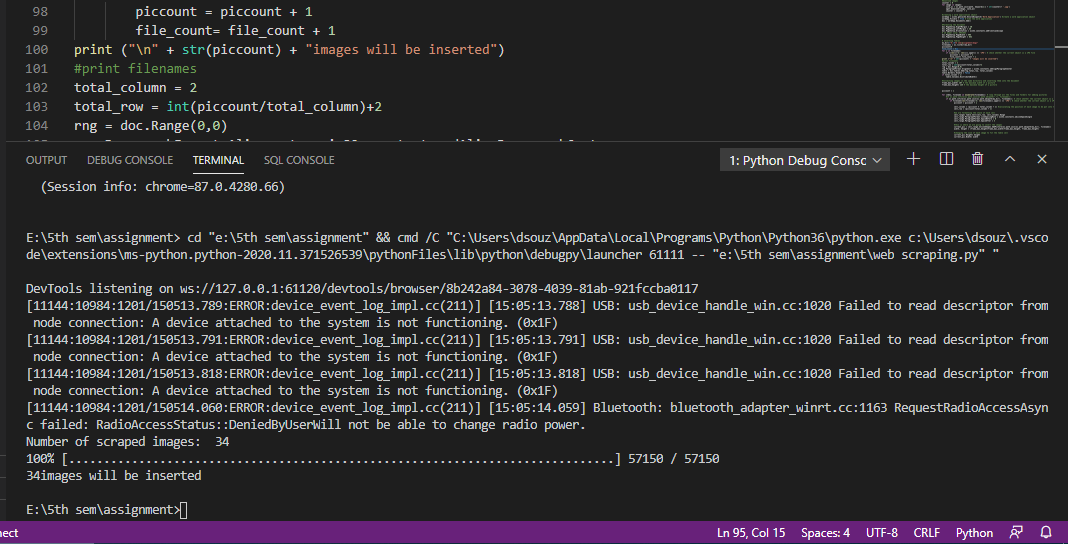 98 piccount = piccount + 1
99 file_count= file_count + 1
100 print ("\n" + str(piccount) + "images will be inserted")
101 #print filenames
102 total_column = 2
103 total_row = int(piccount/total_column)+2
104 rng = doc.Range(0,0)
OUTPUT DEBUG CONSOLE TERMINAL SQL CONSOLE 1: Python Debug Consc
(Session info: chrome=87.0.4280.66)
E:\5th sem\assignment> cd "e:\5th sem\assignment" && cmd /C "C:\Users\dsouz\AppData\Local\Programs\Python\Python36\python.exe c:\Users\dsouz\.vsco
de\extensions\ms-python.python-2020.11.371526539\pythonFiles\lib\python\debugpy\launcher 61111 -- "e:\5th sem\assignment\web scraping.py" "
DevTools listening on ws://127.0.0.1:61120/devtools/browser/8b242a84-3078-4039-81ab-921fccba0117
[11144:10984:1201/150513.789:ERROR:device_event_log_impl.cc(211)] [15:05:13.788] USB: usb_device_handle_win.cc:1020 Failed to read descriptor from
node connection: A device attached to the system is not functioning. (0x1F)
[11144:10984:1201/150513.791:ERROR:device_event_log_impl.cc(211)] [15:05:13.791] USB: usb_device_handle_win.cc:1020 Failed to read descriptor from
node connection: A device attached to the system is not functioning. (0x1F)
[11144:10984:1201/150513.818:ERROR:device_event_log_impl.cc(211)] [15:05:13.818] USB: usb_device_handle_win.cc:1020 Failed to read descriptor from
node connection: A device attached to the system is not functioning. (0x1F)
[11144:10984:1201/150514.060:ERROR:device_event_log_impl.cc(211)] [15:05:14.059] Bluetooth: bluetooth_adapter_winrt.cc:1163 RequestRadioAccessAsyn
c failed: RadioAccessStatus::DeniedByUserWill not be able to change radio power.
Number of scraped images:  34
100% [......................................................................] 57150 / 57150
34images will be inserted
E:\5th sem\assignment>
nect Ln 95, Col 15 Spaces: 4 UTF-8 CRLF Python